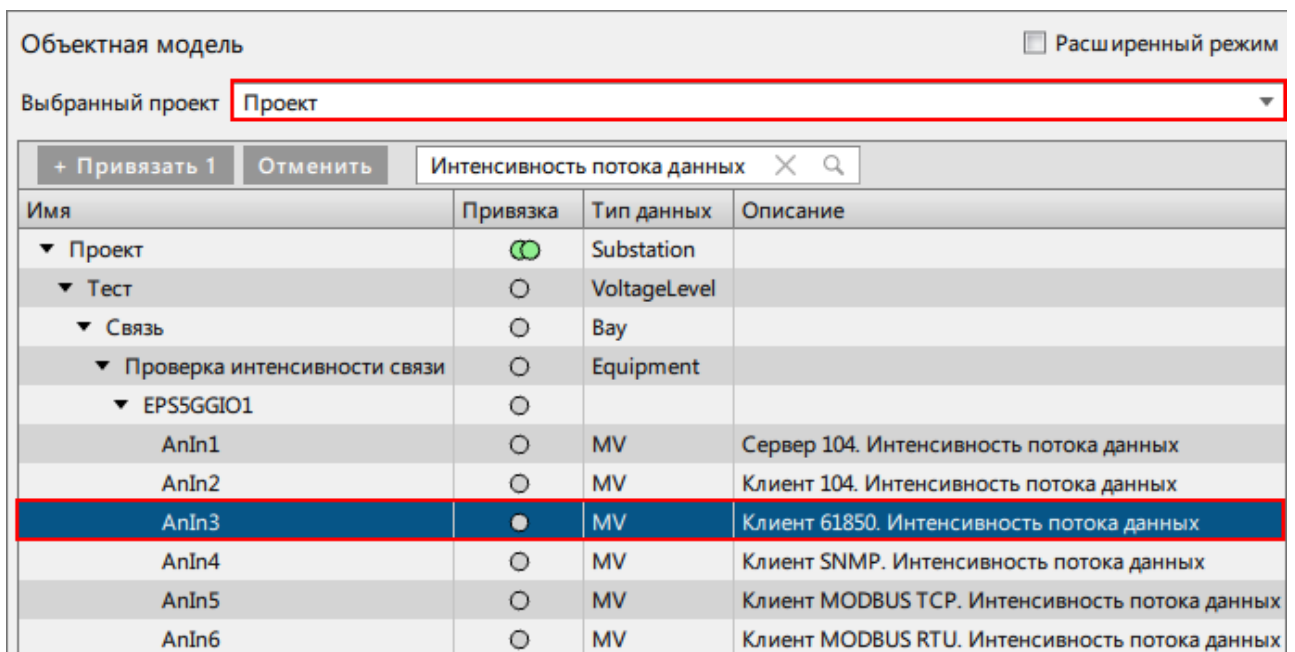 Объектная модель Расширенный режим
Выбранный проект Проект
+ Привязать 1 Отменить Интенсивность потока данных
Имя Привязка Тип данных Описание
Проект Substation
Тест VoltageLevel
Связь Bay
Проверка интенсивности связи Equipment
EPS5GGIO1
AnIn1 MV Сервер 104. Интенсивность потока данных
AnIn2 MV Клиент 104. Интенсивность потока данных
AnIn3 MV Клиент 61850. Интенсивность потока данных
AnIn4 MV Клиент SNMP. Интенсивность потока данных
AnIn5 MV Клиент MODBUS TCP. Интенсивность потока данных
AnIn6 MV Клиент MODBUS RTU. Интенсивность потока данных